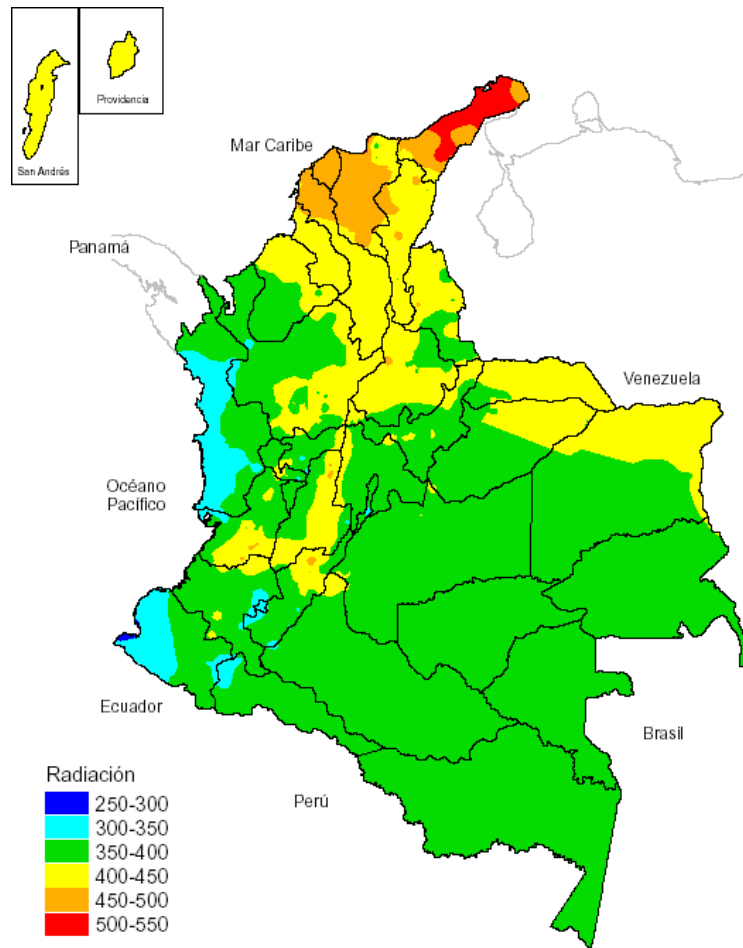 San Andrés
Providencia
Mar Caribe
Panamá
Venezuela
Océano
Pacífico
Ecuador
Brasil
Perú
Radiación
250-300
300-350
350-400
400-450
450-500
500-550